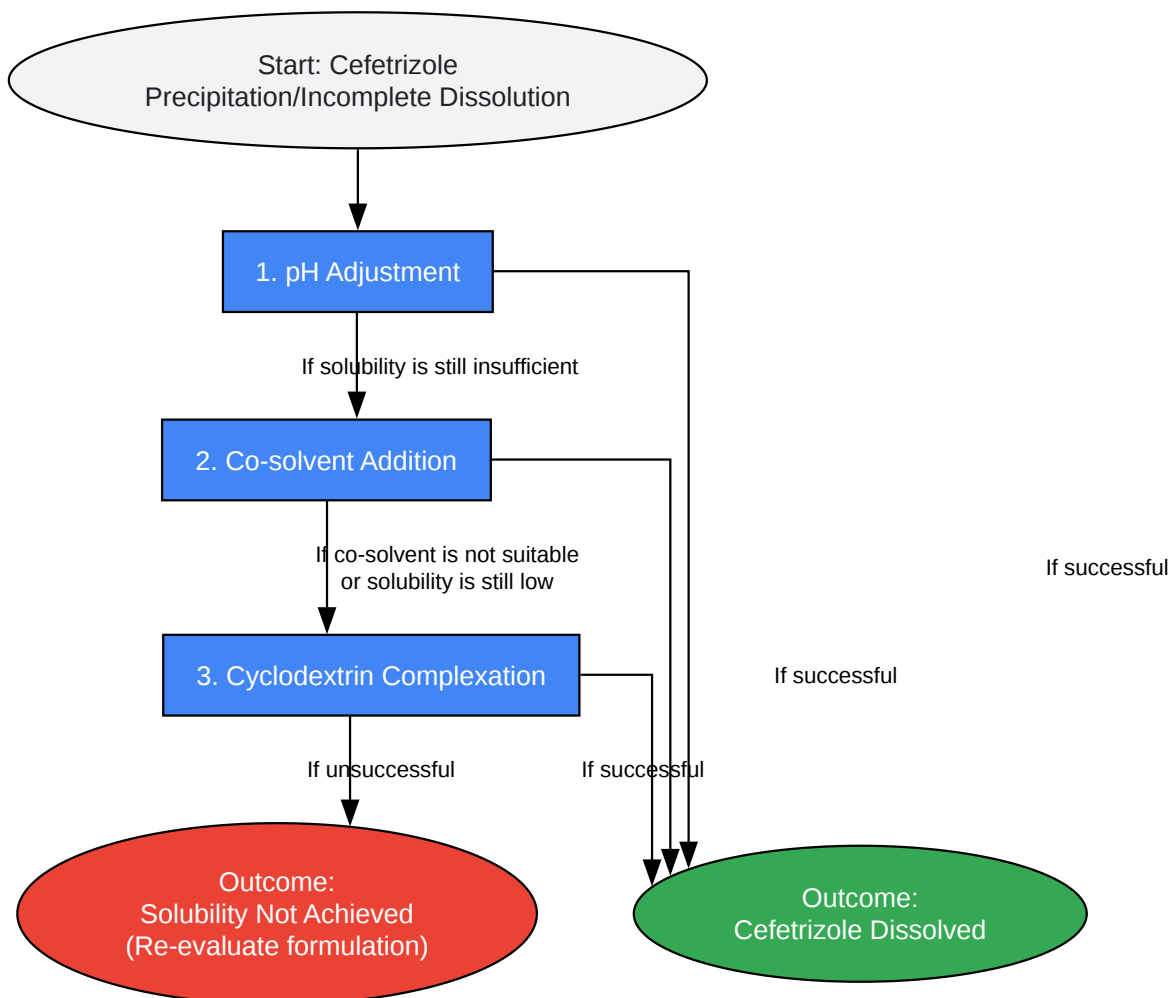 Start: Cefetrizole
Precipitation/Incomplete Dissolution
1. pH Adjustment
If solubility is still insufficient
2. Co-solvent Addition
If co-solvent is not suitable
or solubility is still low
If successful
3. Cyclodextrin Complexation
If successful
If unsuccessful
If successful
Outcome:
Solubility Not Achieved
(Re-evaluate formulation)
Outcome:
Cefetrizole Dissolved